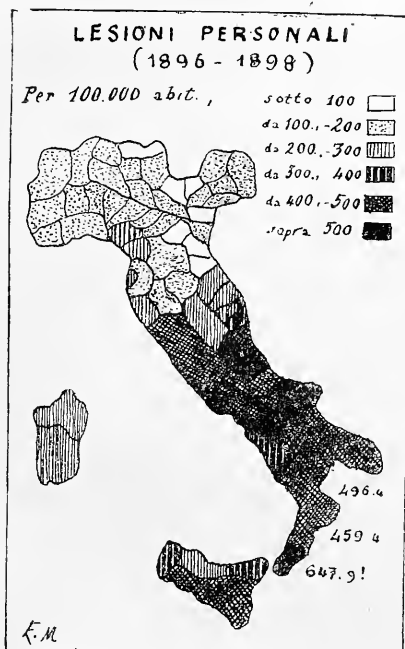 LESIONI PERSONALI
(1896-1898)
Per 100.000 abit.,
sotto 100
da 100.,-200
da 200.,-300
da 300., 400
da 400.,-500
sopra 500
496.4
459 4
647.9!
E.M